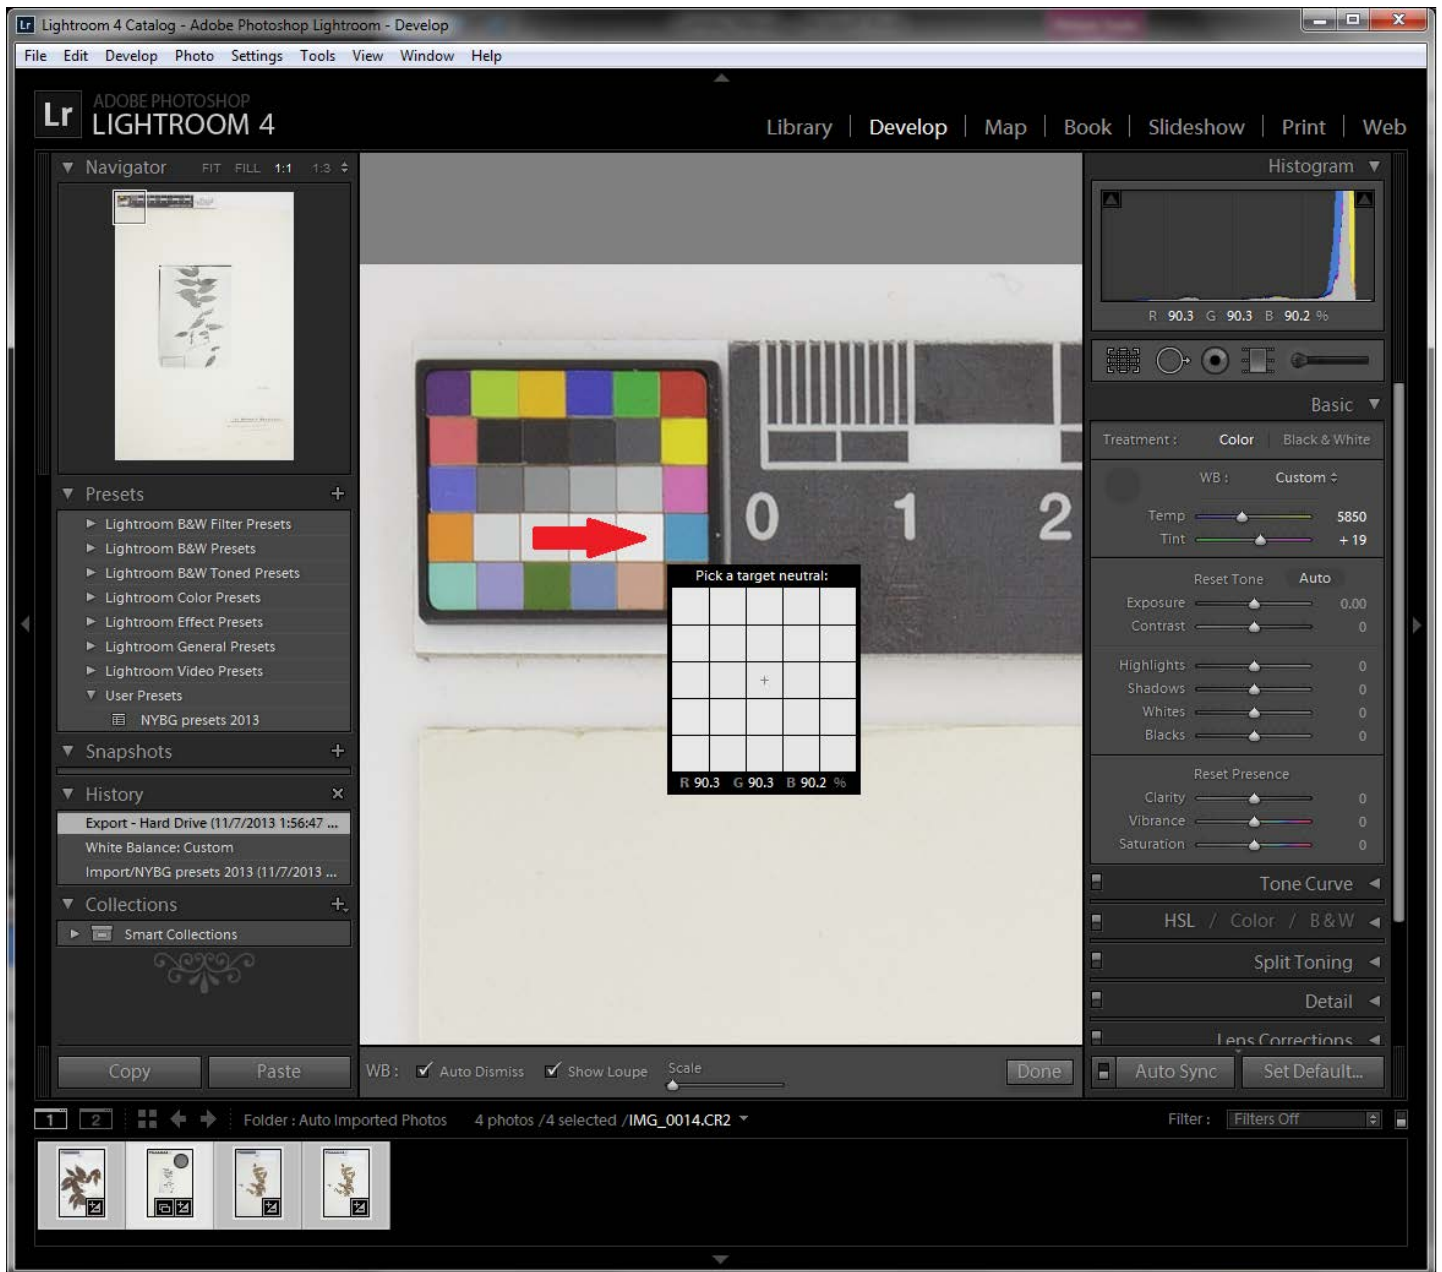 Lightroom 4 Catalog - Adobe Photoshop Lightroom - Develop
File Edit Develop Photo Settings Tools View Window Help
Lr ADOBE PHOTOSHOP
LIGHTROOM 4
Library | Develop | Map | Book | Slideshow | Print | Web
Navigator FIT FILL 1:1 1:3
Presets +
Lightroom B&W Filter Presets
Lightroom B&W Presets
Lightroom B&W Toned Presets
Lightroom Color Presets
Lightroom Effect Presets
Lightroom General Presets
Lightroom Video Presets
User Presets
NYBG presets 2013
Snapshots +
History ×
Export - Hard Drive (11/7/2013 1:56:47 ...
White Balance: Custom
Import/NYBG presets 2013 (11/7/2013 ...
Collections +
Smart Collections
Copy Paste
0 1 2
Pick a target neutral:
R 90.3 G 90.3 B 90.2 %
WB : Auto Dismiss Show Loupe Scale Done
Histogram
R 90.3 G 90.3 B 90.2 %
Basic
Treatment : Color | Black & White
WB : Custom
Temp 5850
Tint + 19
Reset Tone Auto
Exposure 0.00
Contrast 0
Highlights 0
Shadows 0
Whites 0
Blacks 0
Reset Presence
Clarity 0
Vibrance 0
Saturation 0
Tone Curve
HSL / Color / B & W
Split Toning
Detail
Lens Corrections
Auto Sync Set Default...
1 2 Folder : Auto Imported Photos 4 photos /4 selected /IMG_0014.CR2 Filter : Filters Off